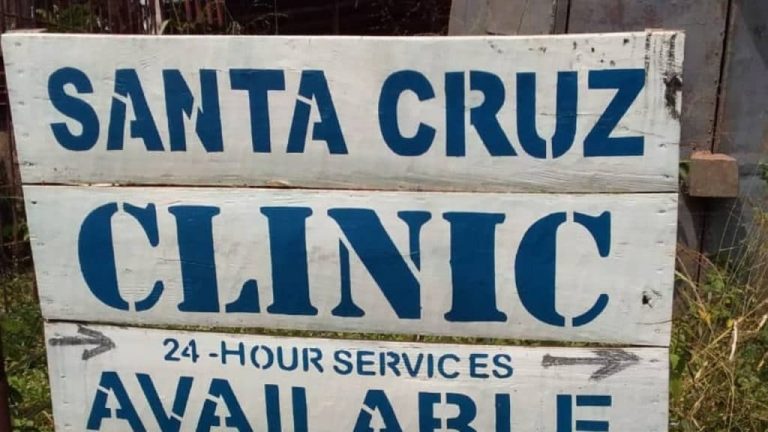 SANTA CRUZ
CLINIC
24-HOUR SERVICES
AVAILABLE